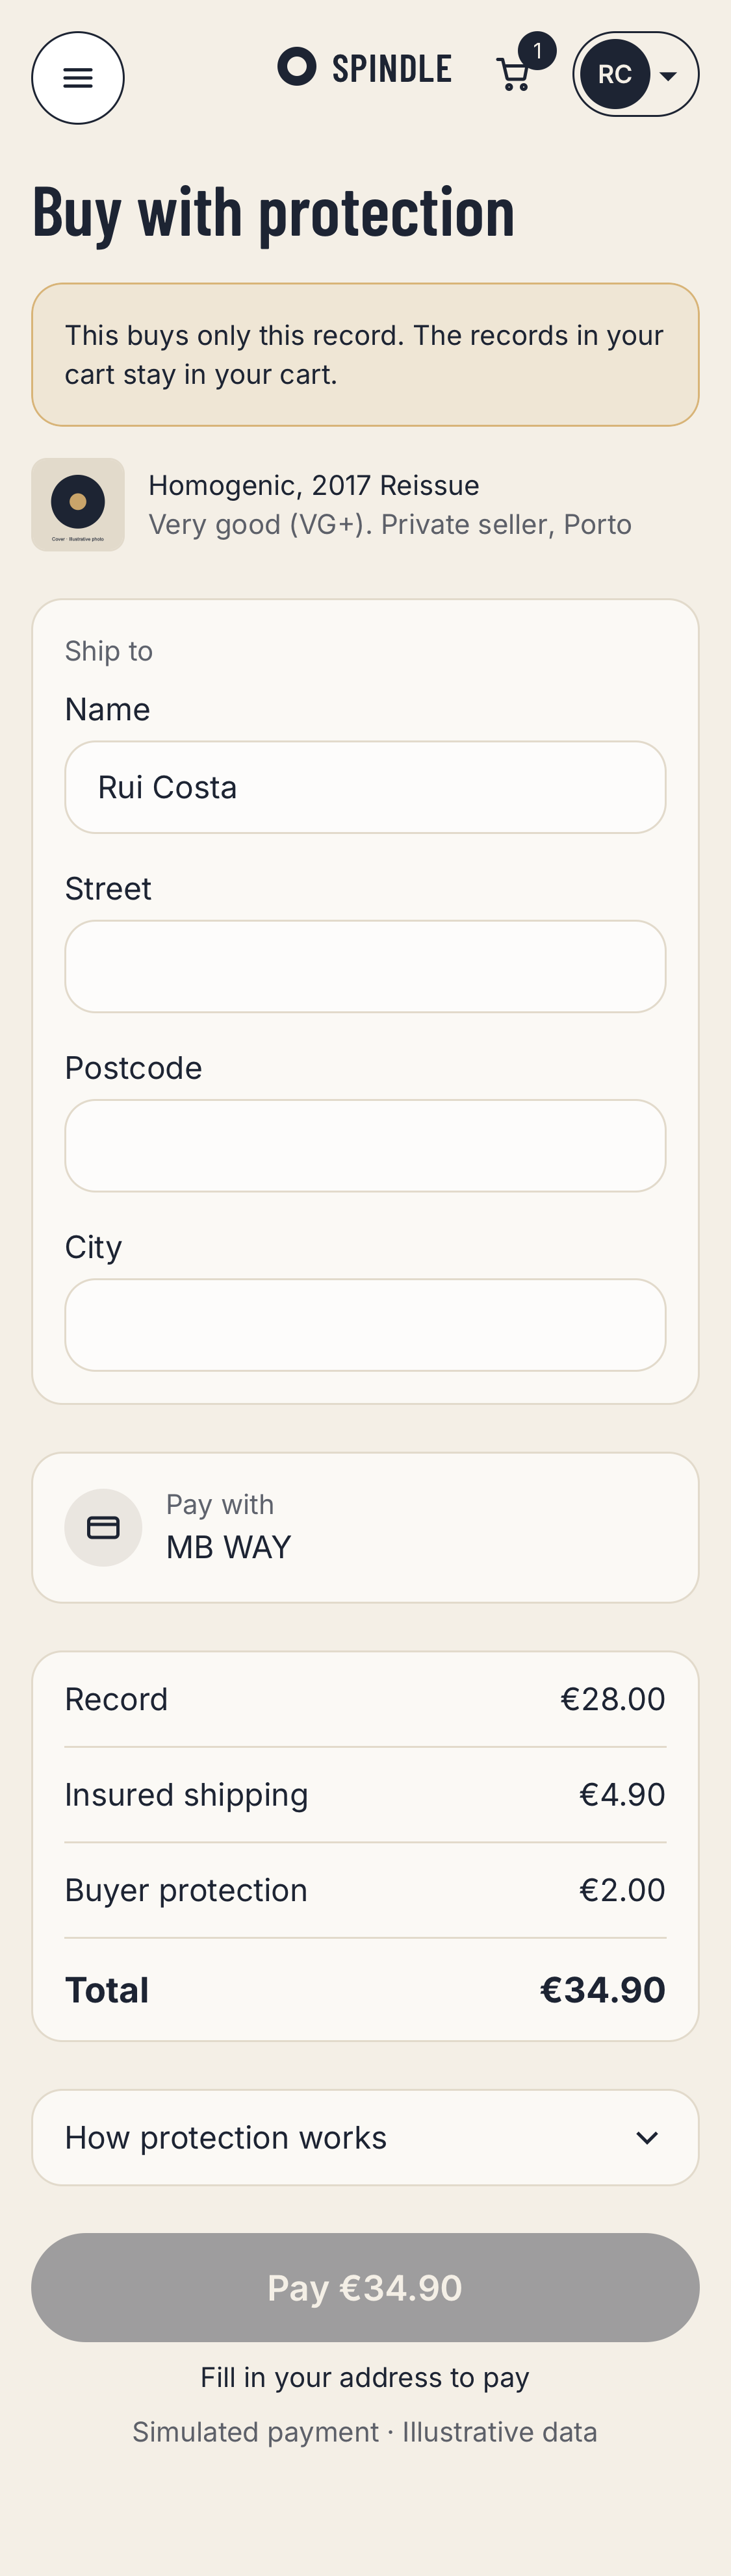 SPINDLE
1
RC
Buy with protection
This buys only this record. The records in your
cart stay in your cart.
Cover · Illustrative photo
Homogenic, 2017 Reissue
Very good (VG+). Private seller, Porto
Ship to
Name
Rui Costa
Street
Postcode
City
Pay with
MB WAY
Record €28.00
Insured shipping €4.90
Buyer protection €2.00
Total €34.90
How protection works
Pay €34.90
Fill in your address to pay
Simulated payment · Illustrative data